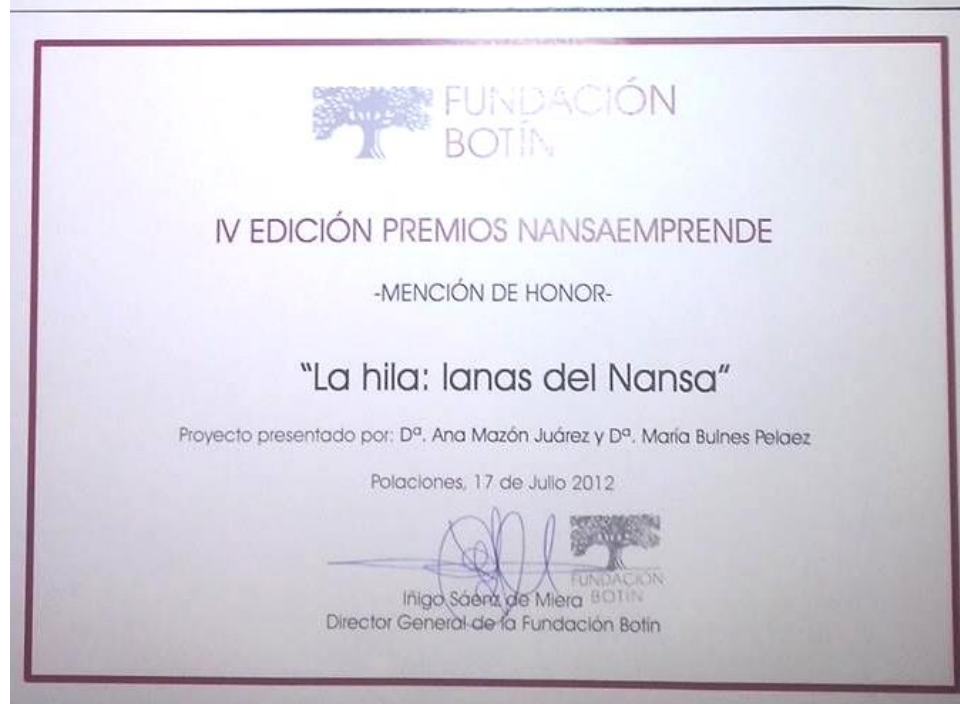 FUNDACIÓN
BOTÍN
IV EDICIÓN PREMIOS NANSAEMPRENDE
-MENCIÓN DE HONOR-
"La hila: lanas del Nansa"
Proyecto presentado por: Dª. Ana Mazón Juárez y Dª. María Bulnes Pelaez
Polaciones, 17 de Julio 2012
FUNDACIÓN
BOTÍN
Iñigo Sáenz de Miera
Director General de la Fundación Botín